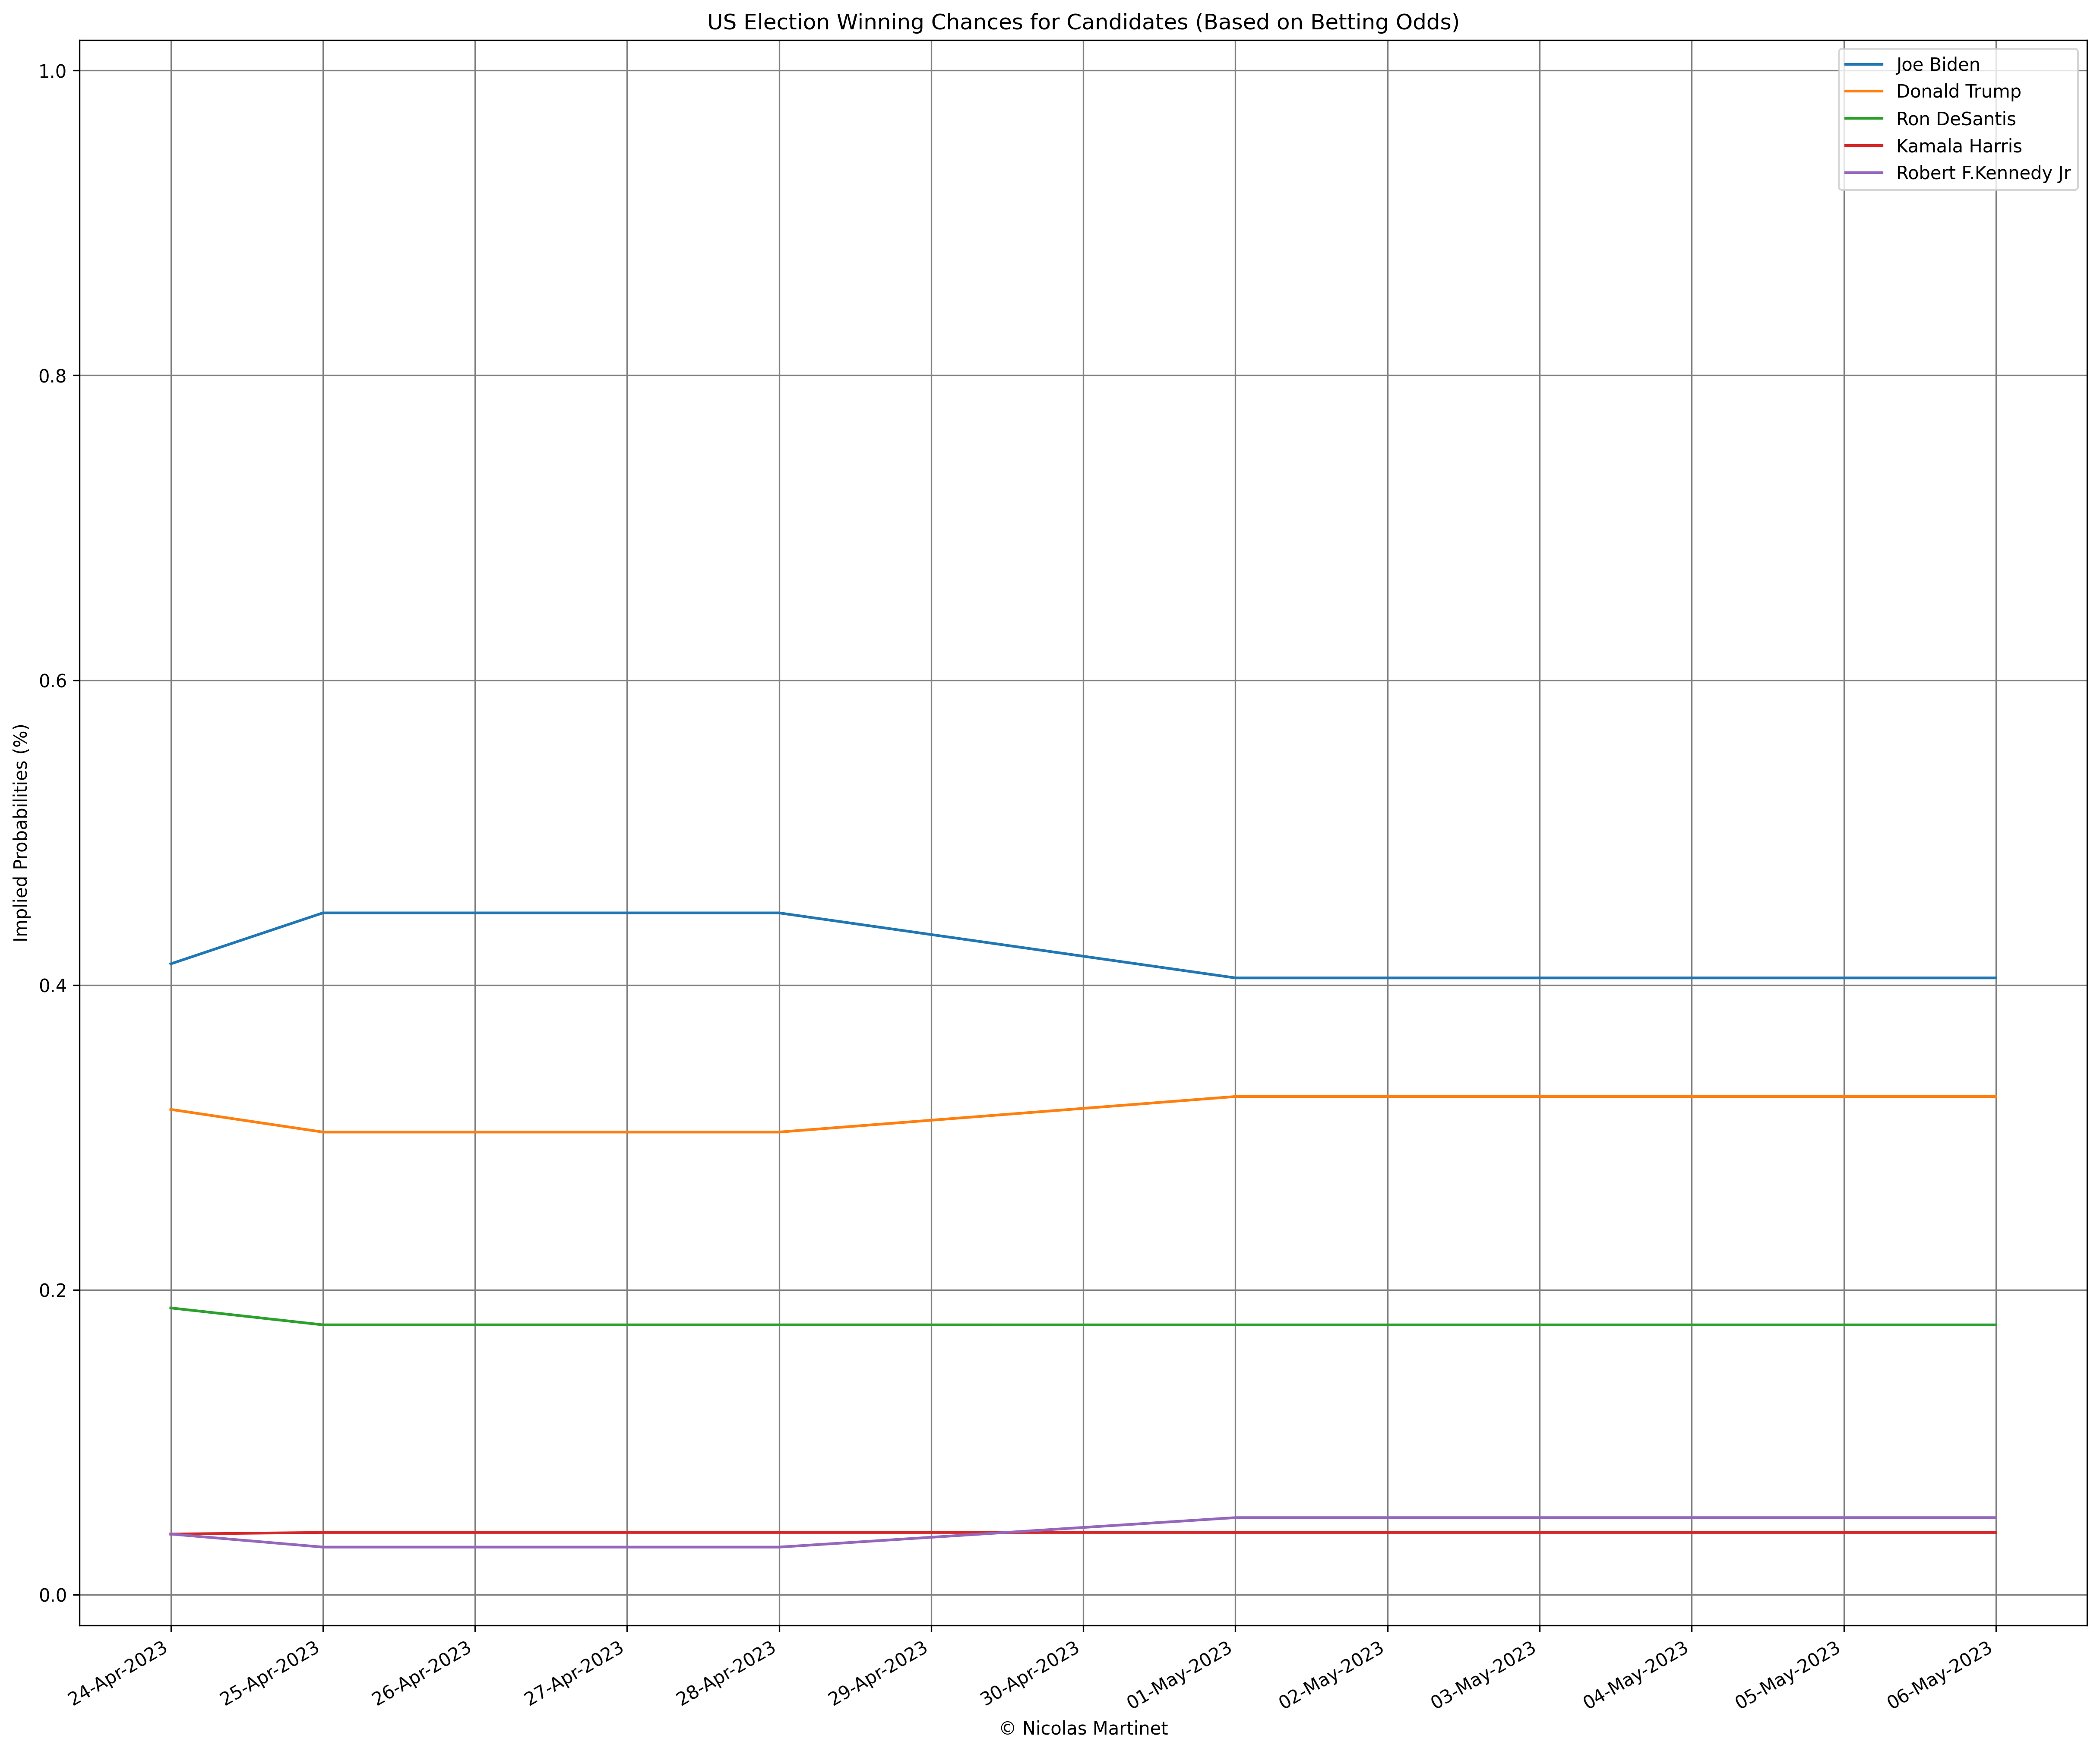 US Election Winning Chances for Candidates (Based on Betting Odds)
Joe Biden
Donald Trump
Ron DeSantis
Kamala Harris
Robert F.Kennedy Jr
Implied Probabilities (%)
1.0
0.8
0.6
0.4
0.2
0.0
24-Apr-2023
25-Apr-2023
26-Apr-2023
27-Apr-2023
28-Apr-2023
29-Apr-2023
30-Apr-2023
01-May-2023
02-May-2023
03-May-2023
04-May-2023
05-May-2023
06-May-2023
© Nicolas Martinet